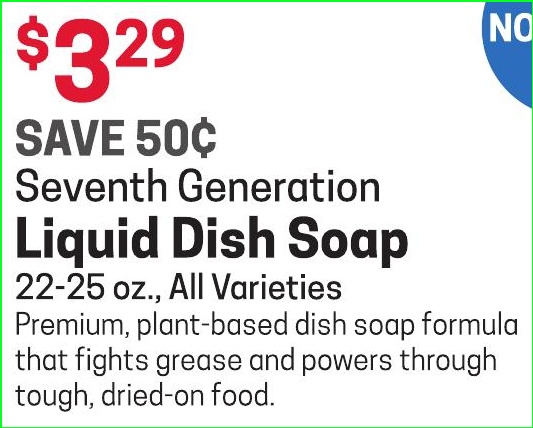 $3.29
SAVE 50¢
Seventh Generation
Liquid Dish Soap
22-25 oz., All Varieties
Premium, plant-based dish soap formula
that fights grease and powers through
tough, dried-on food.